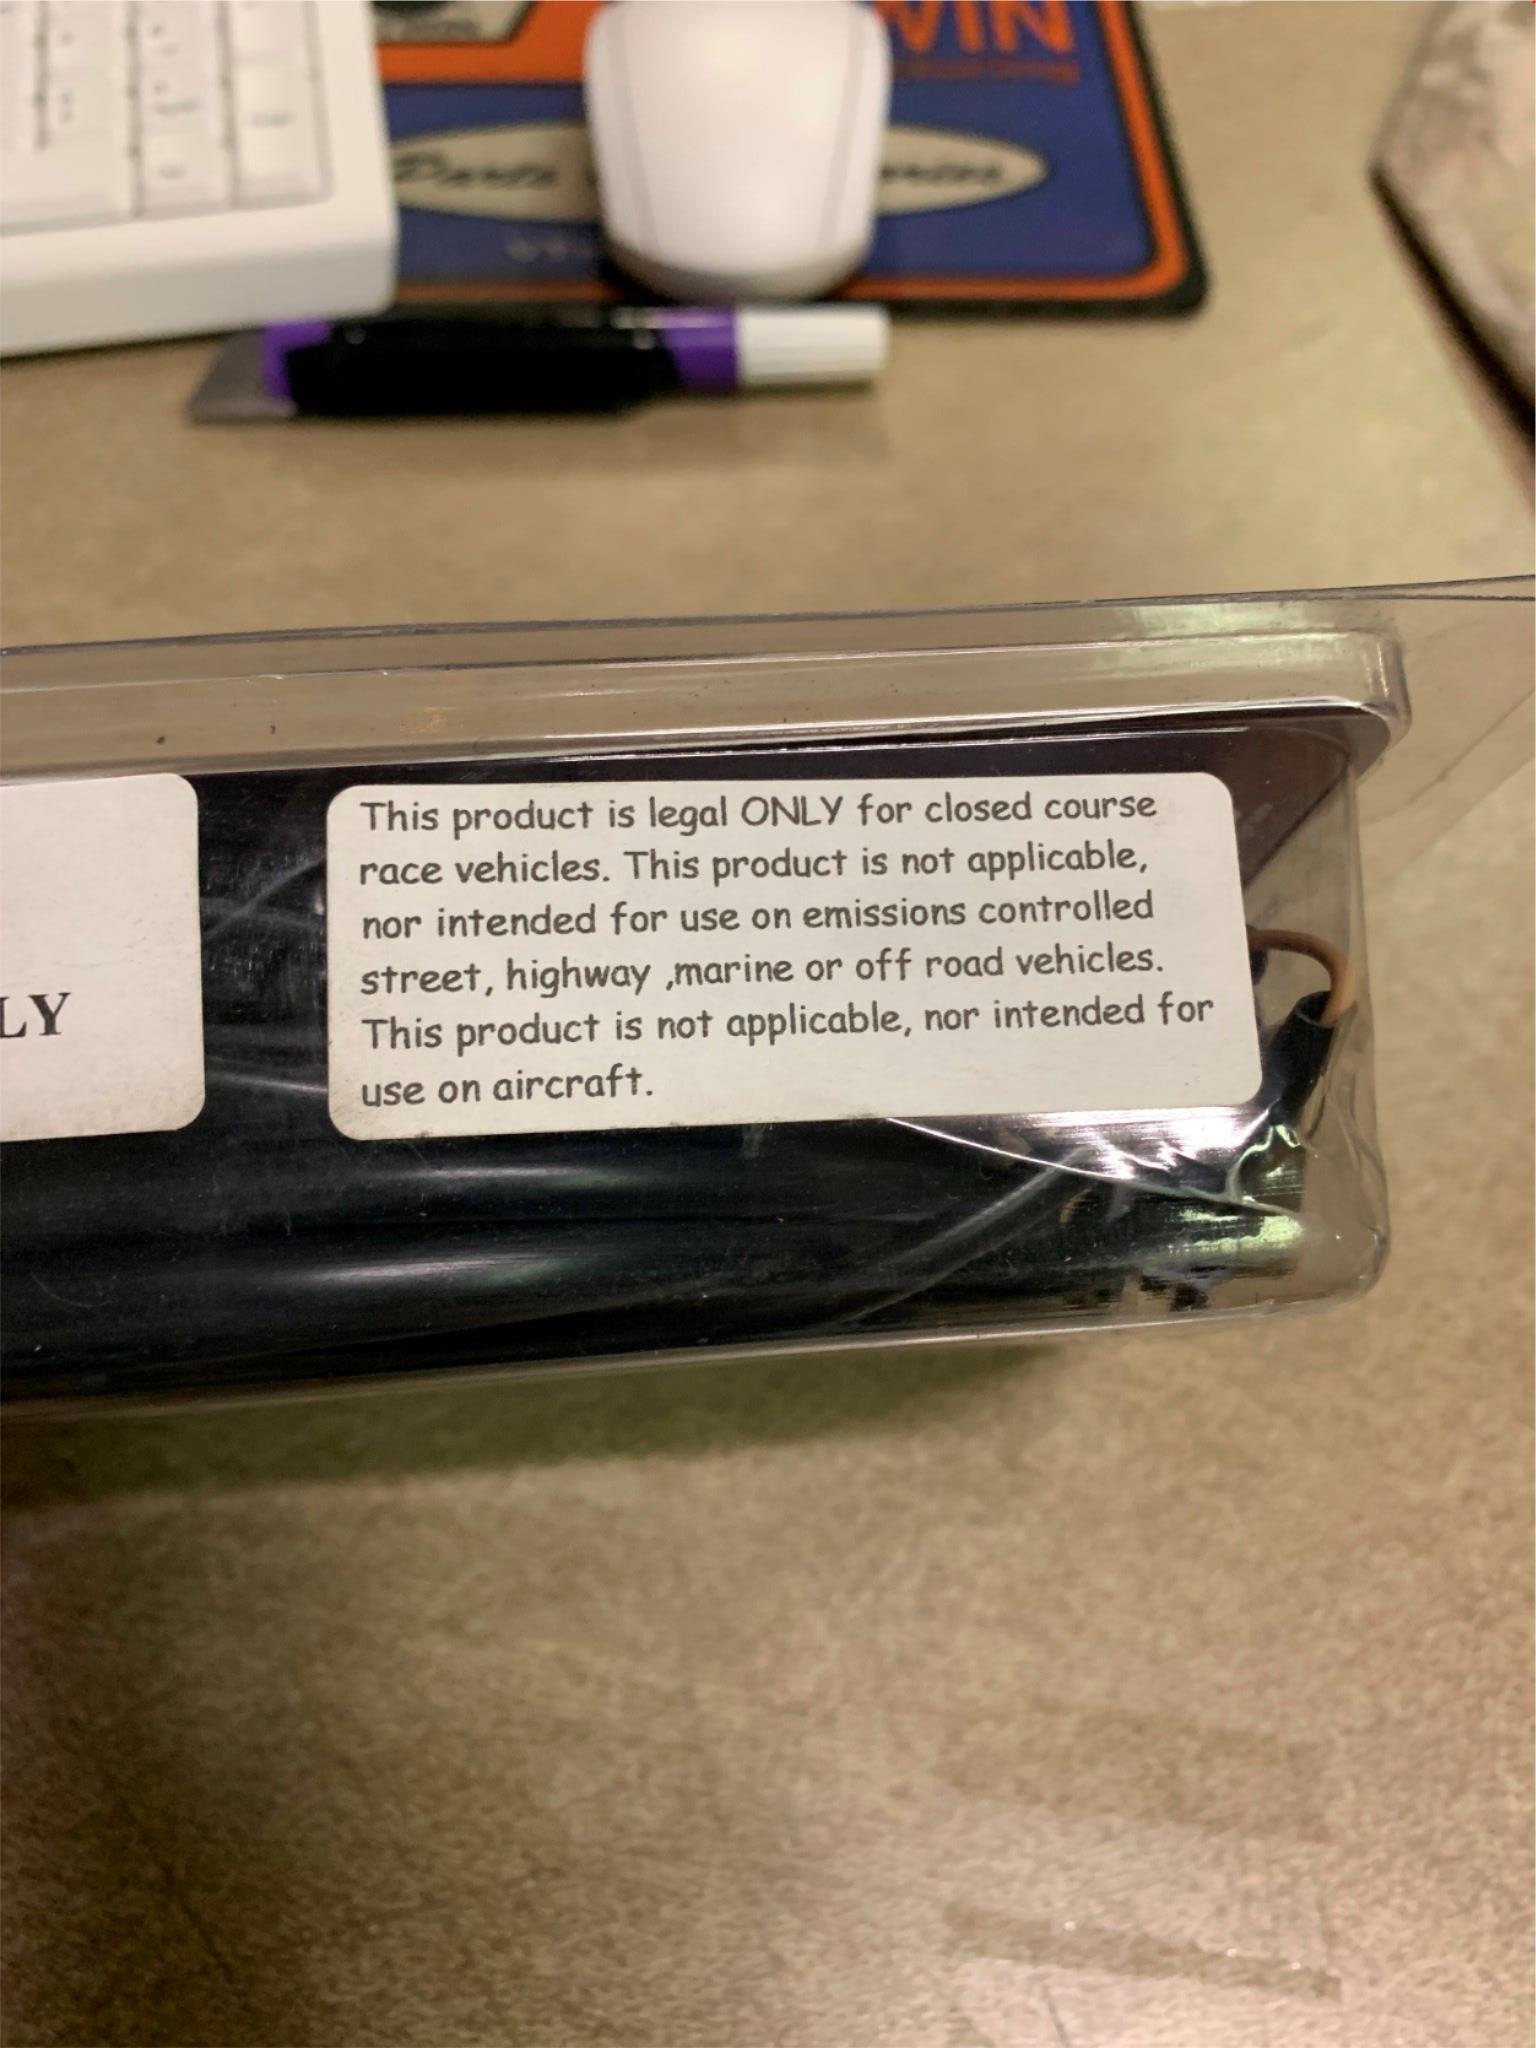 WIN
Parts
LY
This product is legal ONLY for closed course
race vehicles. This product is not applicable,
nor intended for use on emissions controlled
street, highway ,marine or off road vehicles.
This product is not applicable, nor intended for
use on aircraft.